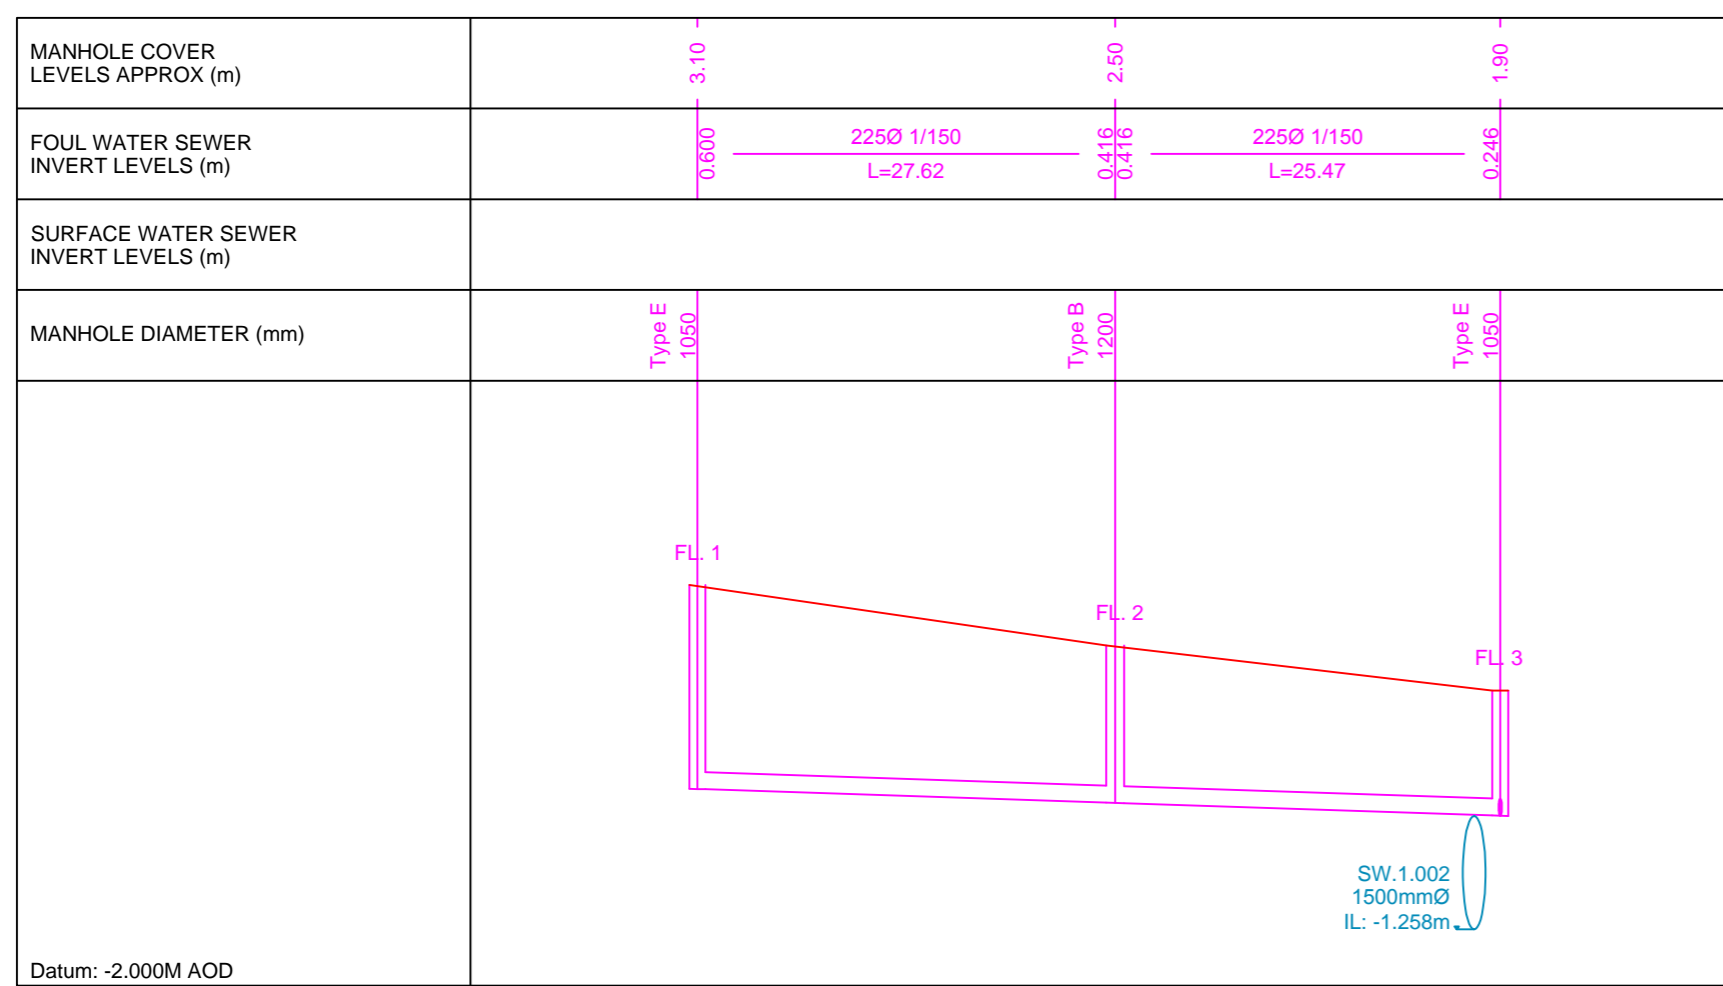 MANHOLE COVER
LEVELS APPROX (m)
3.10
2.50
1.90
FOUL WATER SEWER
INVERT LEVELS (m)
0.600
225Ø 1/150
L=27.62
0.416
0.416
225Ø 1/150
L=25.47
0.246
SURFACE WATER SEWER
INVERT LEVELS (m)
MANHOLE DIAMETER (mm)
Type E
1050
Type B
1200
Type E
1050
FL. 1
FL. 2
FL. 3
SW.1.002
1500mmØ
IL: -1.258m
Datum: -2.000M AOD